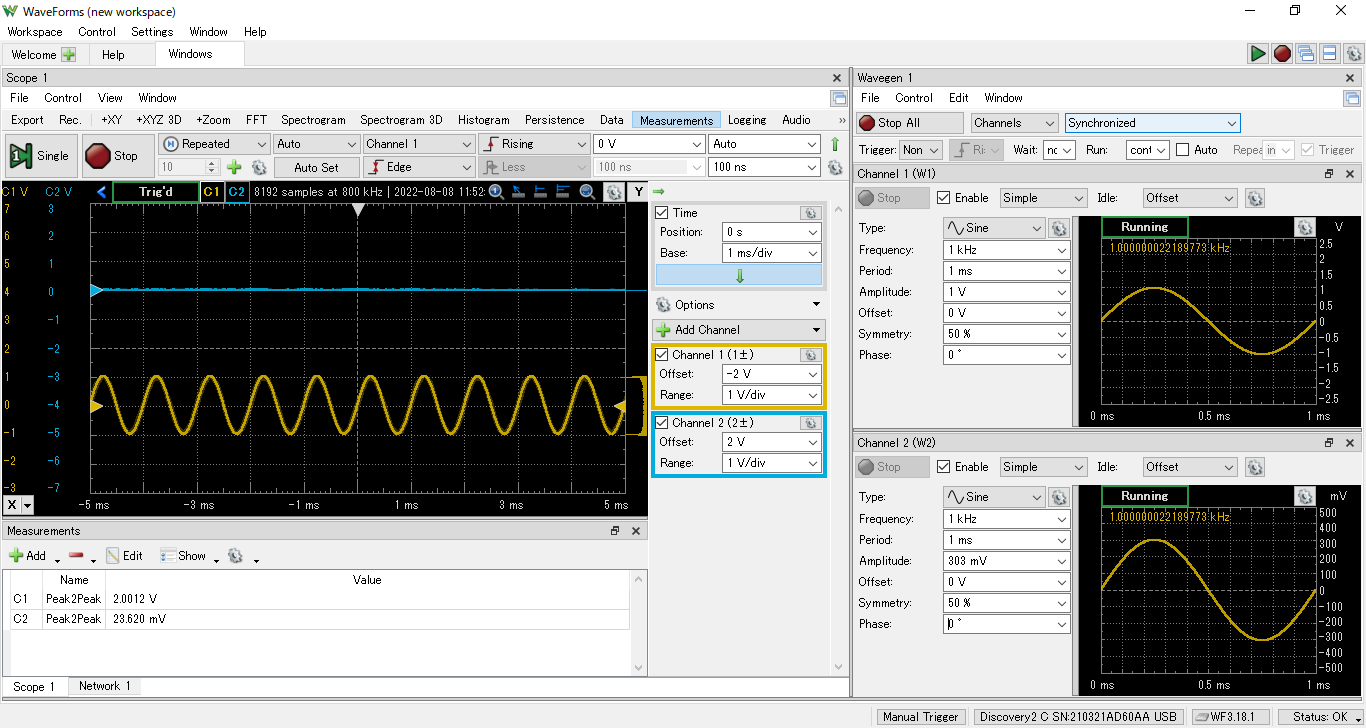 WaveForms (new workspace)
Workspace Control Settings Window Help
Welcome Help Windows
Scope 1
File Control View Window
Export Rec. +XY +XYZ 3D +Zoom FFT Spectrogram Spectrogram 3D Histogram Persistence Data Measurements Logging Audio »
Single Stop Repeated Auto Channel 1 Rising 0 V Auto
10 Auto Set Edge Less 100 ns 100 ns
C1 V C2 V Trig'd C1 C2 8192 samples at 800 kHz | 2022-08-08 11:52: Y
7 3
6 2
5 1
4 0
3 -1
2 -2
1 -3
0 -4
-1 -5
-2 -6
-3 -7
X -5 ms -3 ms -1 ms 1 ms 3 ms 5 ms
Time
Position: 0 s
Base: 1 ms/div
Options
Add Channel
Channel 1 (1±)
Offset: -2 V
Range: 1 V/div
Channel 2 (2±)
Offset: 2 V
Range: 1 V/div
Measurements
Add Edit Show
Name Value
C1 Peak2Peak 2.0012 V
C2 Peak2Peak 23.620 mV
Scope 1 Network 1
Wavegen 1
File Control Edit Window
Stop All Channels Synchronized
Trigger: Non Ri: Wait: nc Run: cont Auto Repea in Trigger
Channel 1 (W1)
Stop Enable Simple Idle: Offset
Type: Sine
Frequency: 1 kHz
Period: 1 ms
Amplitude: 1 V
Offset: 0 V
Symmetry: 50 %
Phase: 0 °
Running V
1.000000022189773 kHz
2.5
2
1.5
1
0.5
0
-0.5
-1
-1.5
-2
-2.5
0 ms 0.5 ms 1 ms
Channel 2 (W2)
Stop Enable Simple Idle: Offset
Type: Sine
Frequency: 1 kHz
Period: 1 ms
Amplitude: 303 mV
Offset: 0 V
Symmetry: 50 %
Phase: 0 °
Running mV
1.000000022189773 kHz
500
400
300
200
100
0
-100
-200
-300
-400
-500
0 ms 0.5 ms 1 ms
Manual Trigger Discovery2 C SN:210321AD60AA USB WF3.18.1 Status: OK